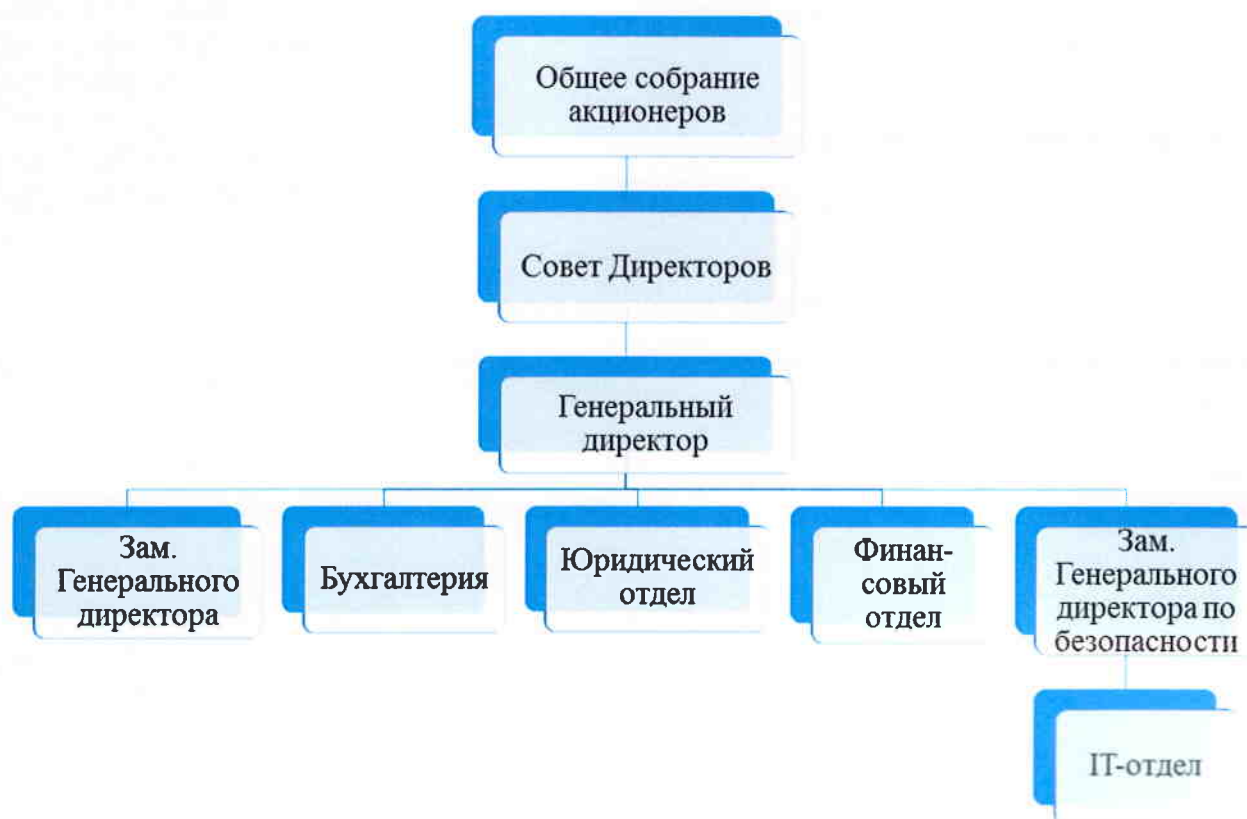 Общее собрание
акционеров
Совет Директоров
Генеральный
директор
Зам.
Генерального
директора
Бухгалтерия
Юридический
отдел
Финан-
совый
отдел
Зам.
Генерального
директора по
безопасности
IT-отдел